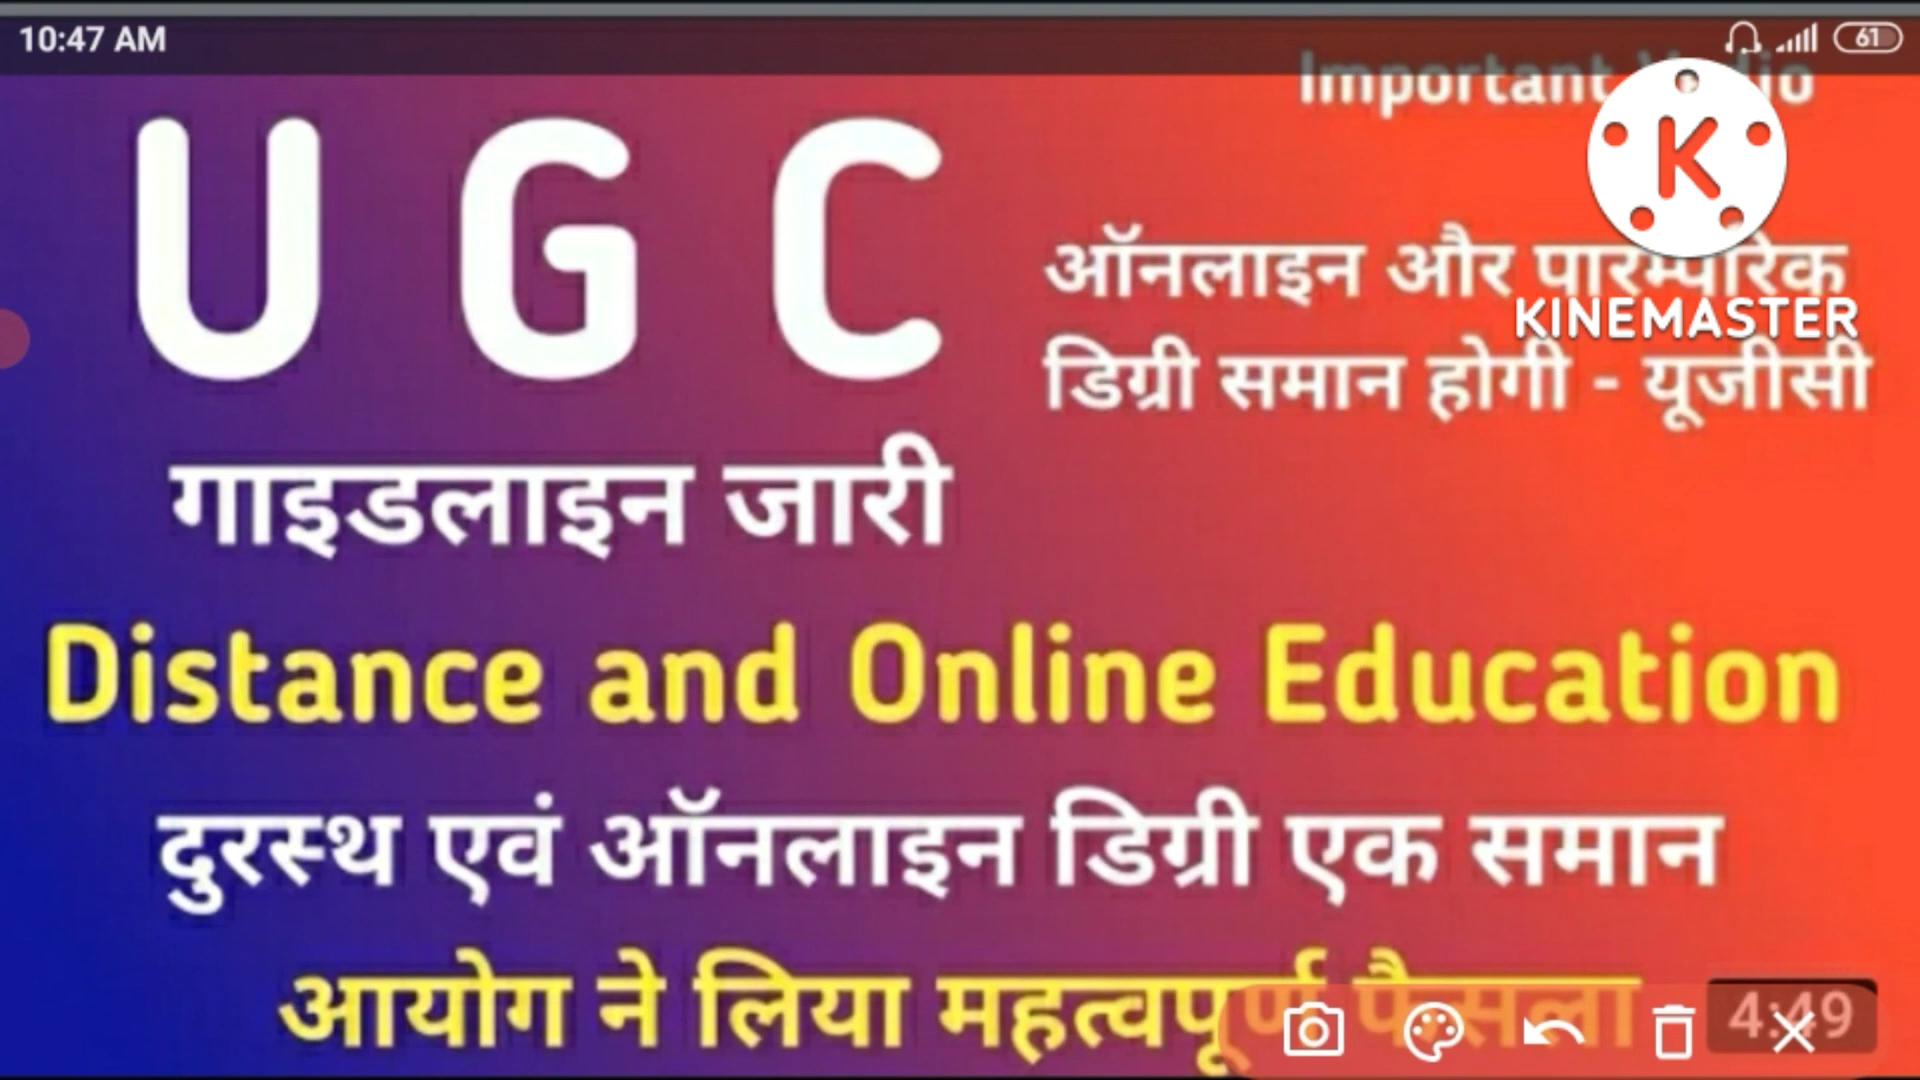 10:47 AM
61
Important
K
KINEMASTER
U G C
ऑनलाइन और पारम्परिक
डिग्री समान होगी - यूजीसी
गाइडलाइन जारी
Distance and Online Education
दुरस्थ एवं ऑनलाइन डिग्री एक समान
आयोग ने लिया महत्वपूर्ण फैसला
4:49